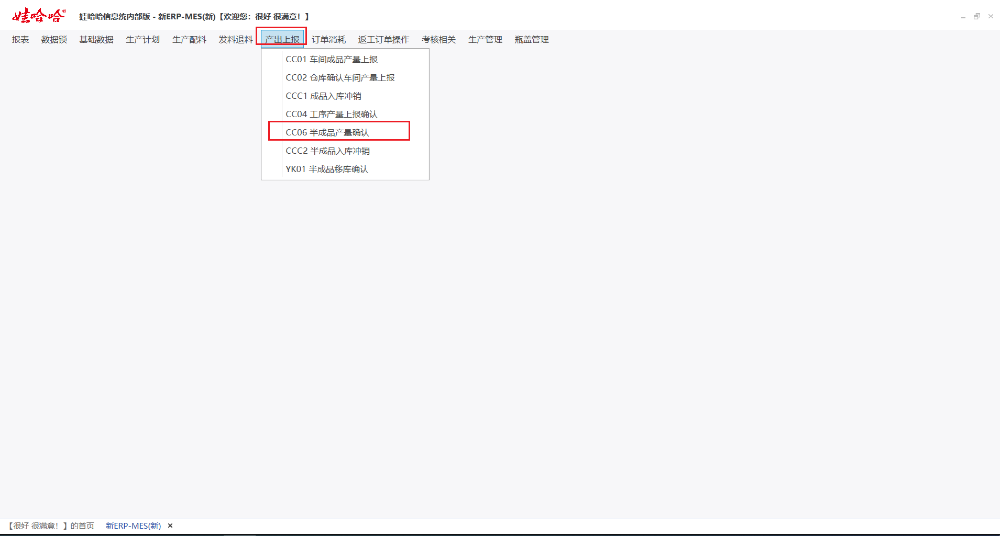 娃哈哈®
娃哈哈信息统内部版 - 新ERP-MES(新)【欢迎您：很好 很满意！】
报表 数据锁 基础数据 生产计划 生产配料 发料退料 产出上报 订单消耗 返工订单操作 考核相关 生产管理 瓶盖管理
CC01 车间成品产量上报
CC02 仓库确认车间产量上报
CCC1 成品入库冲销
CC04 工序产量上报确认
CC06 半成品产量确认
CCC2 半成品入库冲销
YK01 半成品移库确认
【很好 很满意！】的首页 新ERP-MES(新)